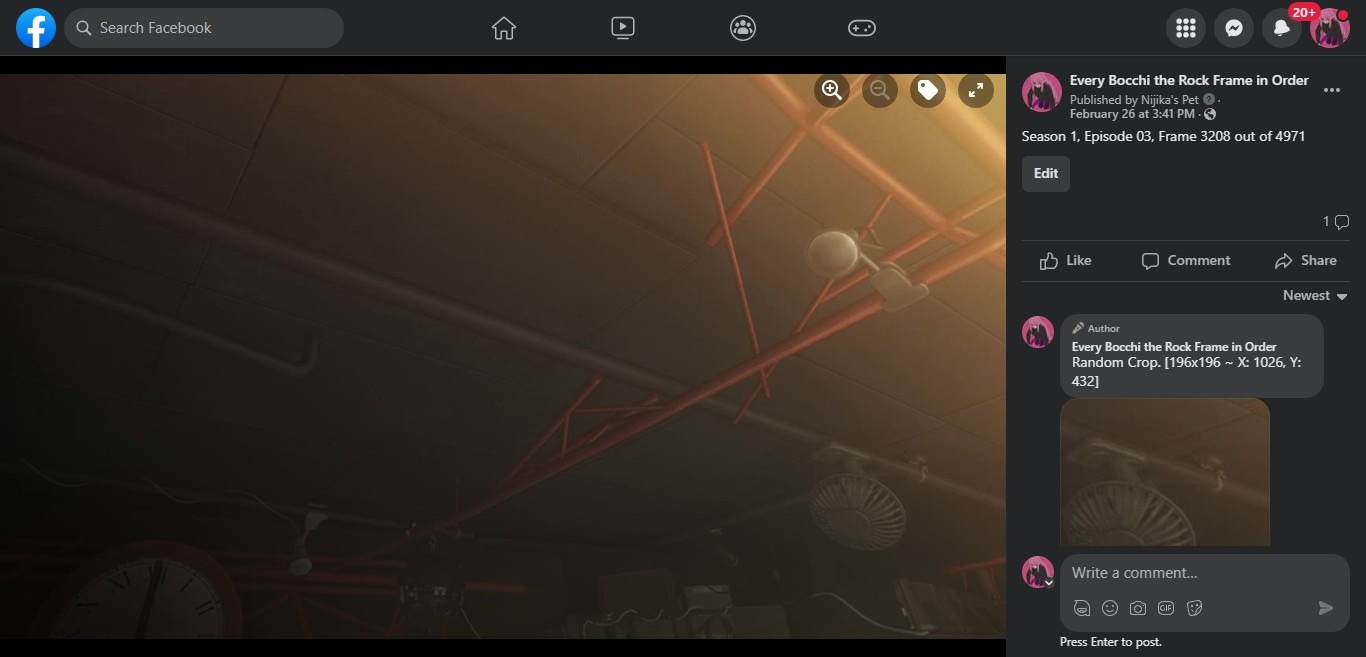 Search Facebook
20+
Every Bocchi the Rock Frame in Order
Published by Nijika's Pet
February 26 at 3:41 PM ·
Season 1, Episode 03, Frame 3208 out of 4971
Edit
1
Like
Comment
Share
Newest
Author
Every Bocchi the Rock Frame in Order
Random Crop. [196x196 ~ X: 1026, Y:
432]
Write a comment...
GIF
Press Enter to post.